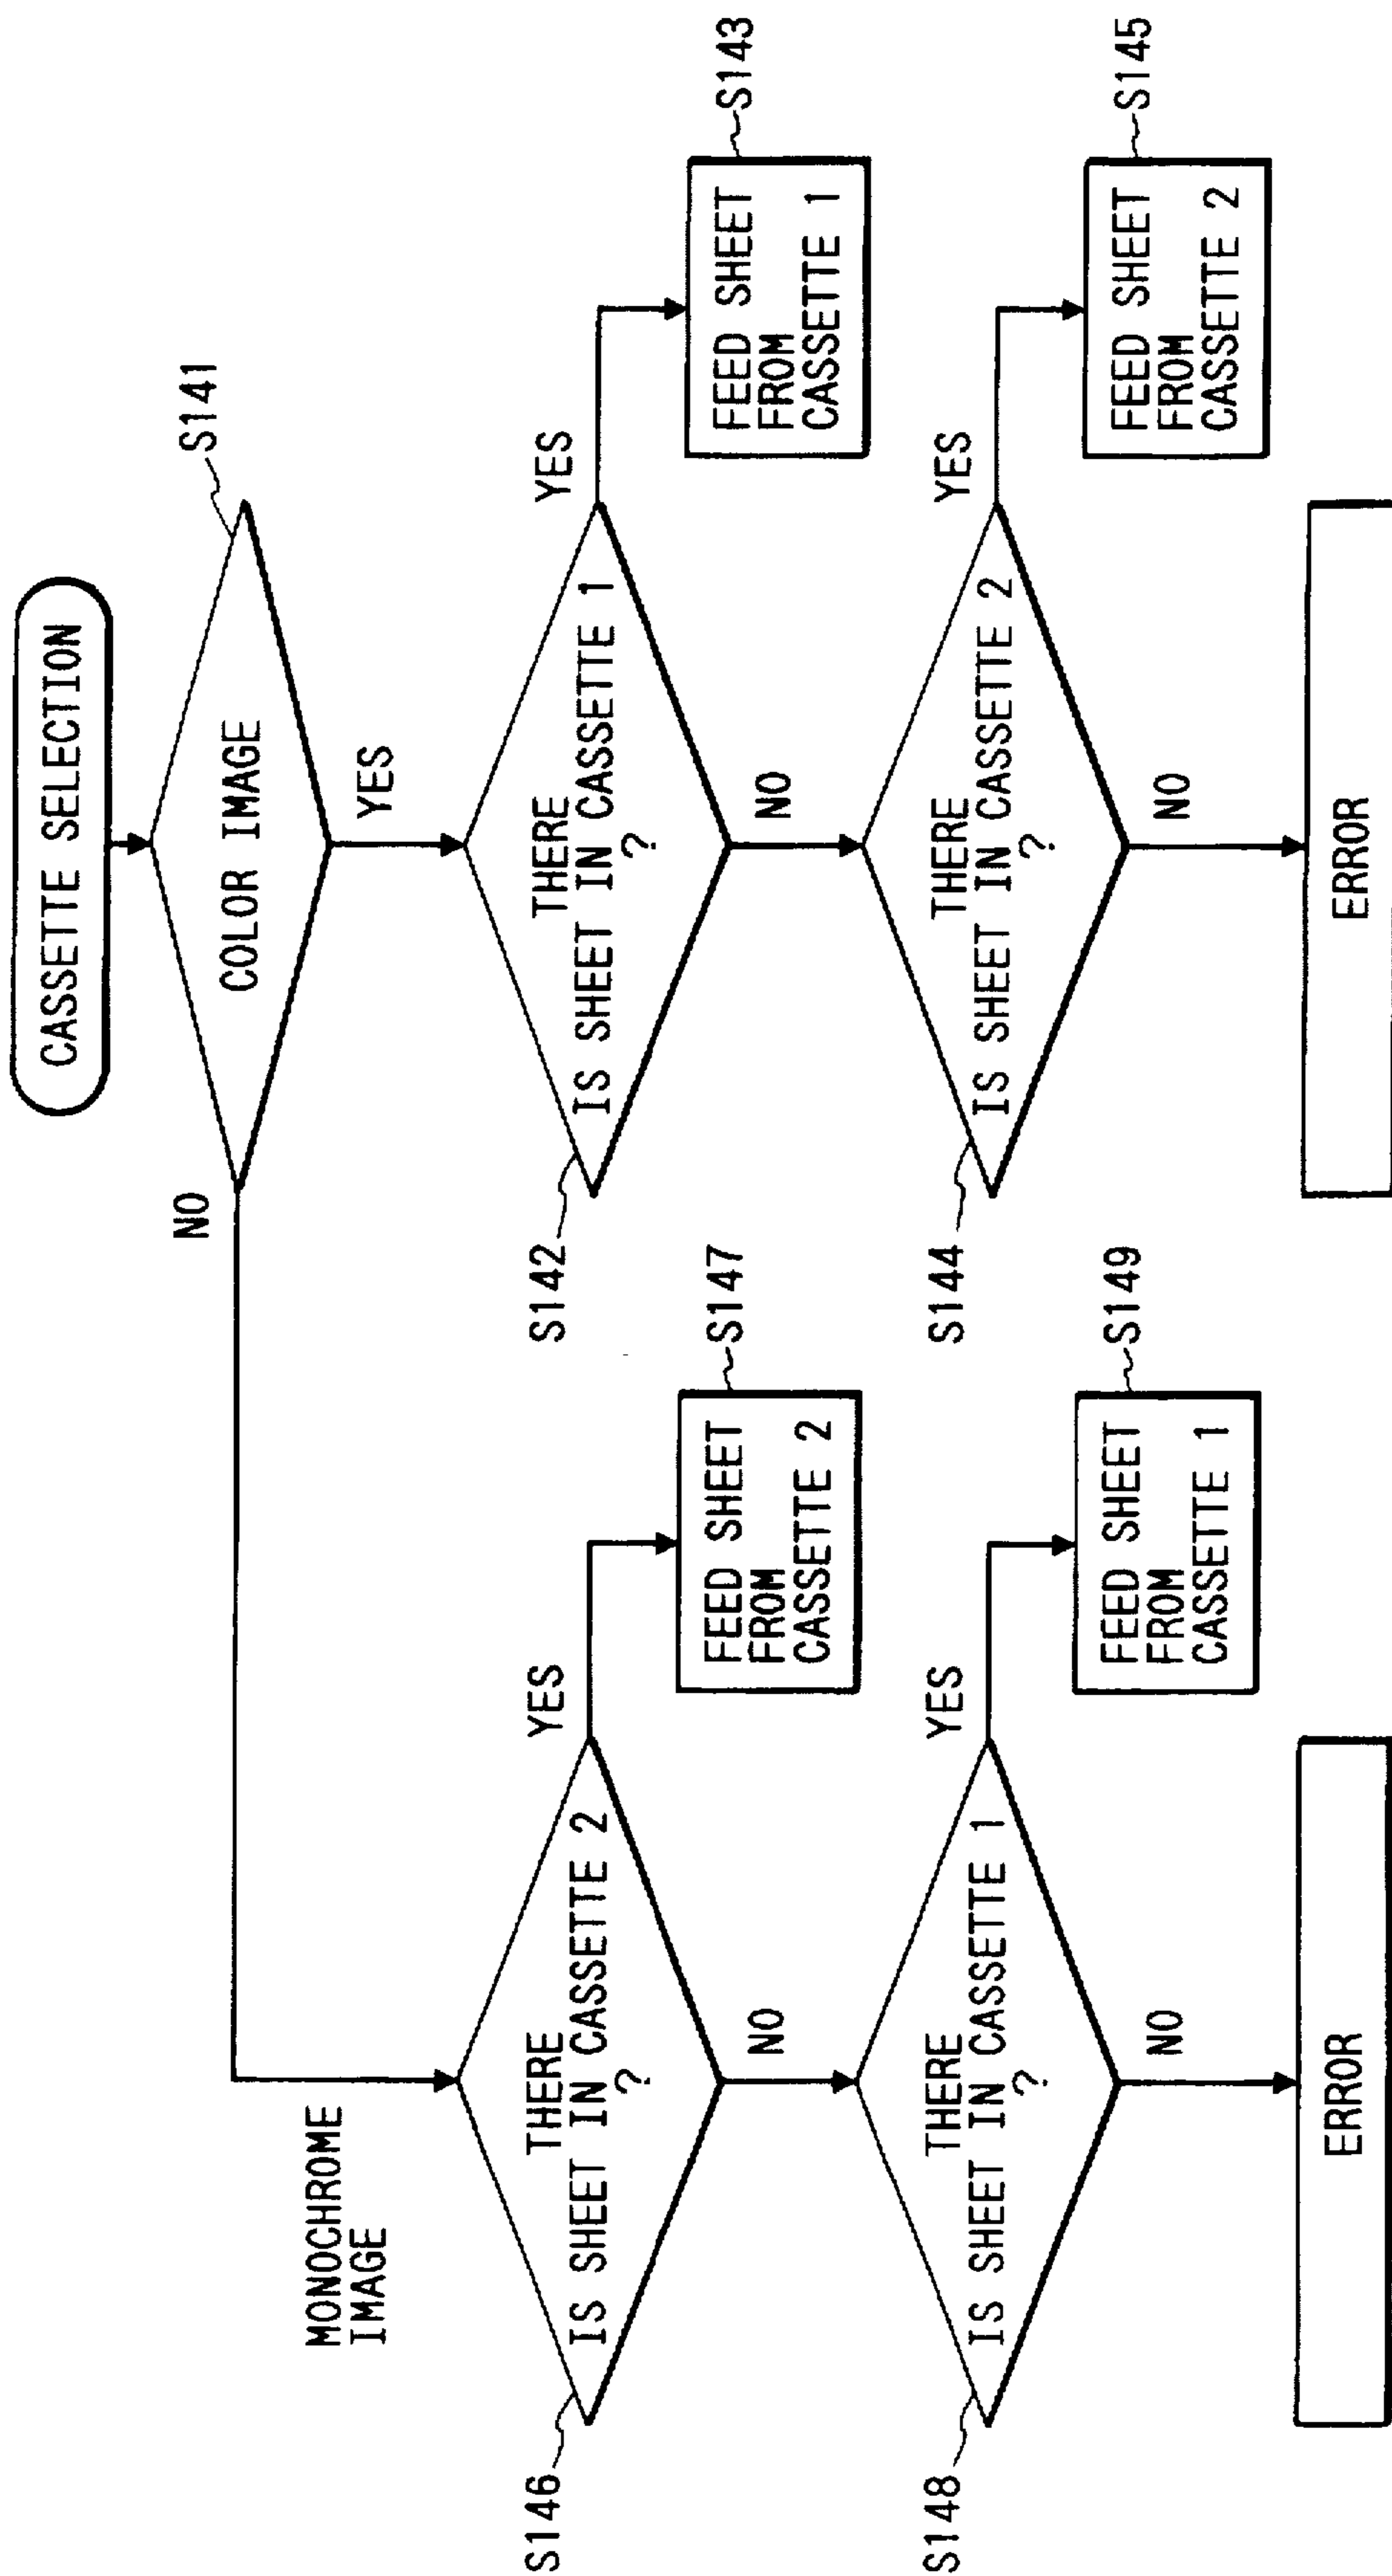 CASSETTE SELECTION
S141
COLOR IMAGE
NO
YES
MONOCHROME
IMAGE
S146
THERE
IS SHEET IN CASSETTE 2
?
YES
NO
S147
FEED SHEET
FROM
CASSETTE 2
S142
THERE
IS SHEET IN CASSETTE 1
?
YES
NO
S143
FEED SHEET
FROM
CASSETTE 1
S148
THERE
IS SHEET IN CASSETTE 1
?
YES
NO
S149
FEED SHEET
FROM
CASSETTE 1
S144
THERE
IS SHEET IN CASSETTE 2
?
YES
NO
S145
FEED SHEET
FROM
CASSETTE 2
ERROR
ERROR